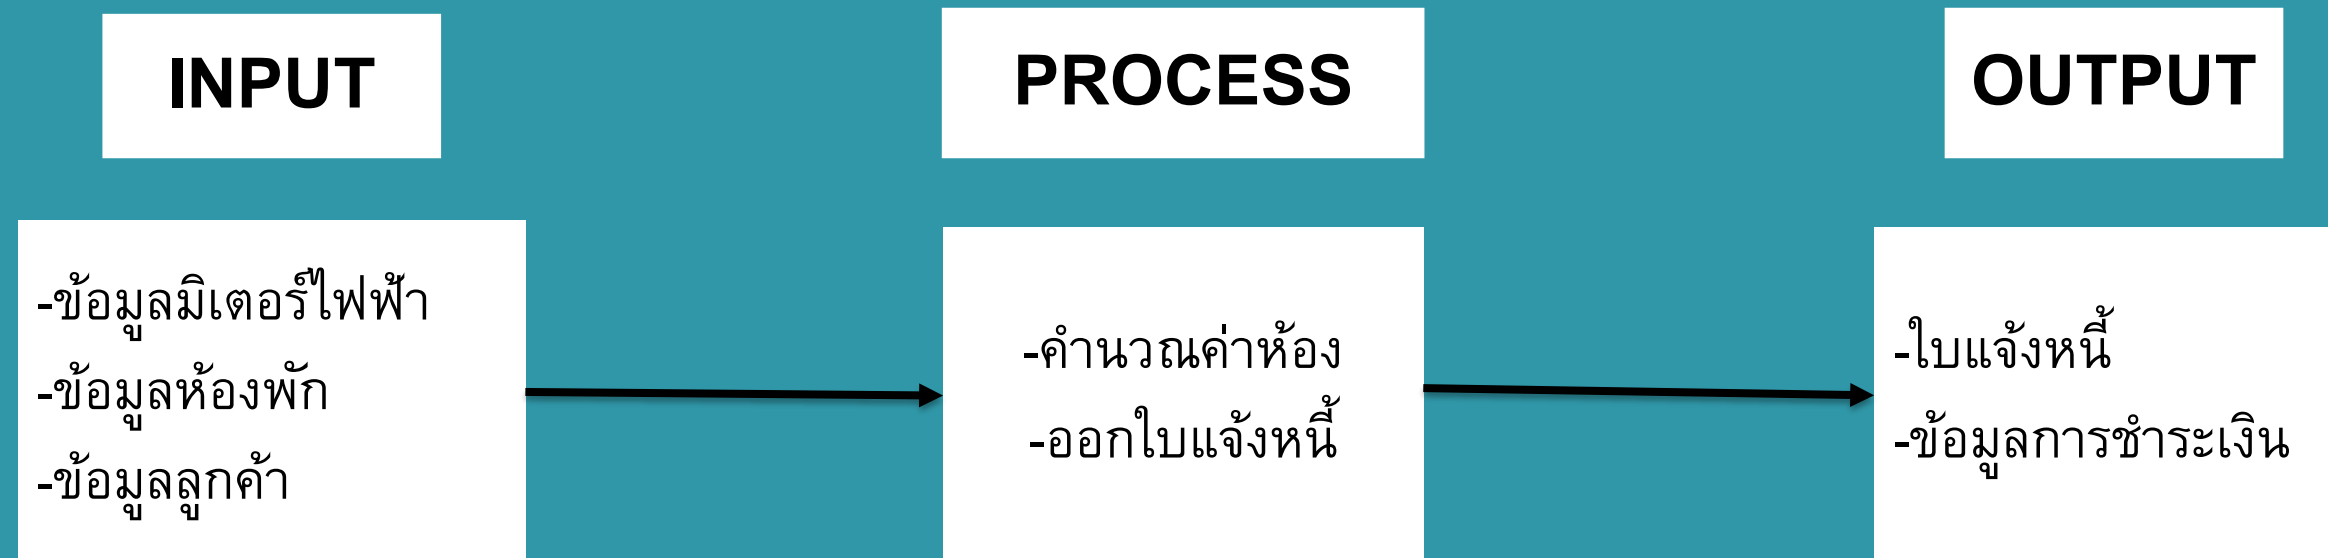 INPUT
PROCESS
OUTPUT
-ข้อมูลมิเตอร์ไฟฟ้า
-ข้อมูลห้องพัก
-ข้อมูลลูกค้า
-คำนวณค่าห้อง
-ออกใบแจ้งหนี้
-ใบแจ้งหนี้
-ข้อมูลการชำระเงิน